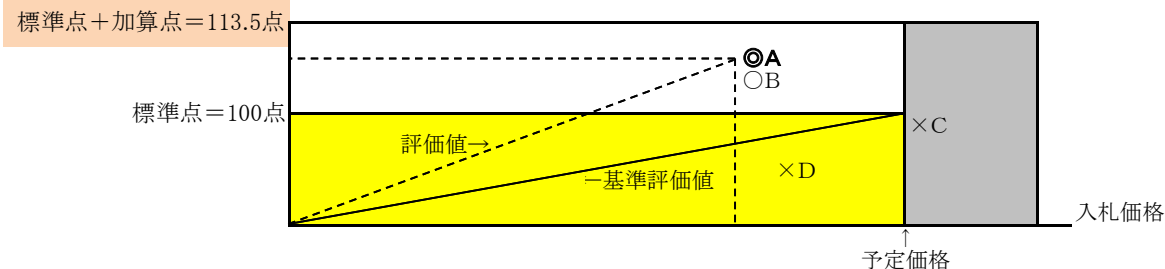 標準点＋加算点＝113.5点
◎A
○B
標準点＝100点
×C
評価値→
×D
－基準評価値
入札価格
↑
予定価格